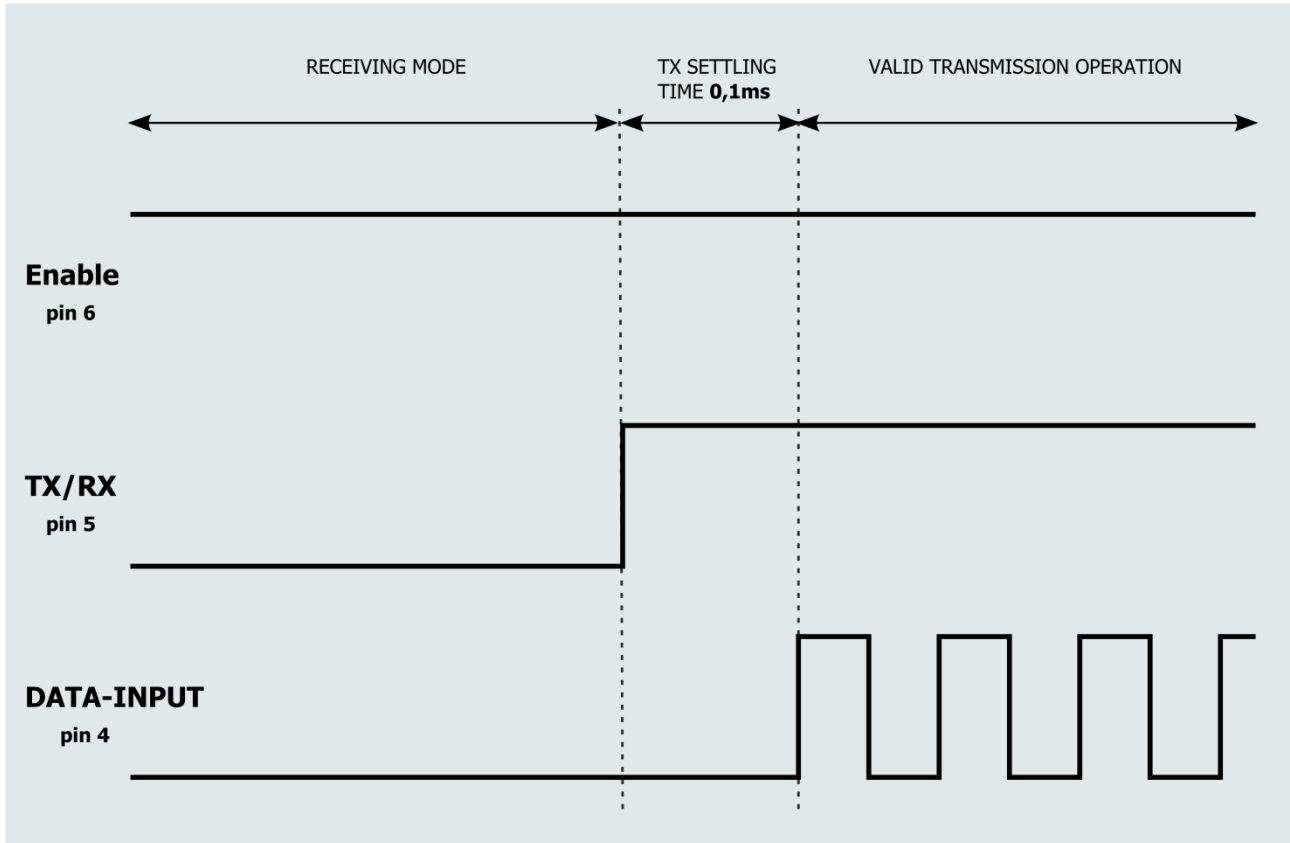 RECEIVING MODE
TX SETTLING
TIME 0,1ms
VALID TRANSMISSION OPERATION
Enable
pin 6
TX/RX
pin 5
DATA-INPUT
pin 4